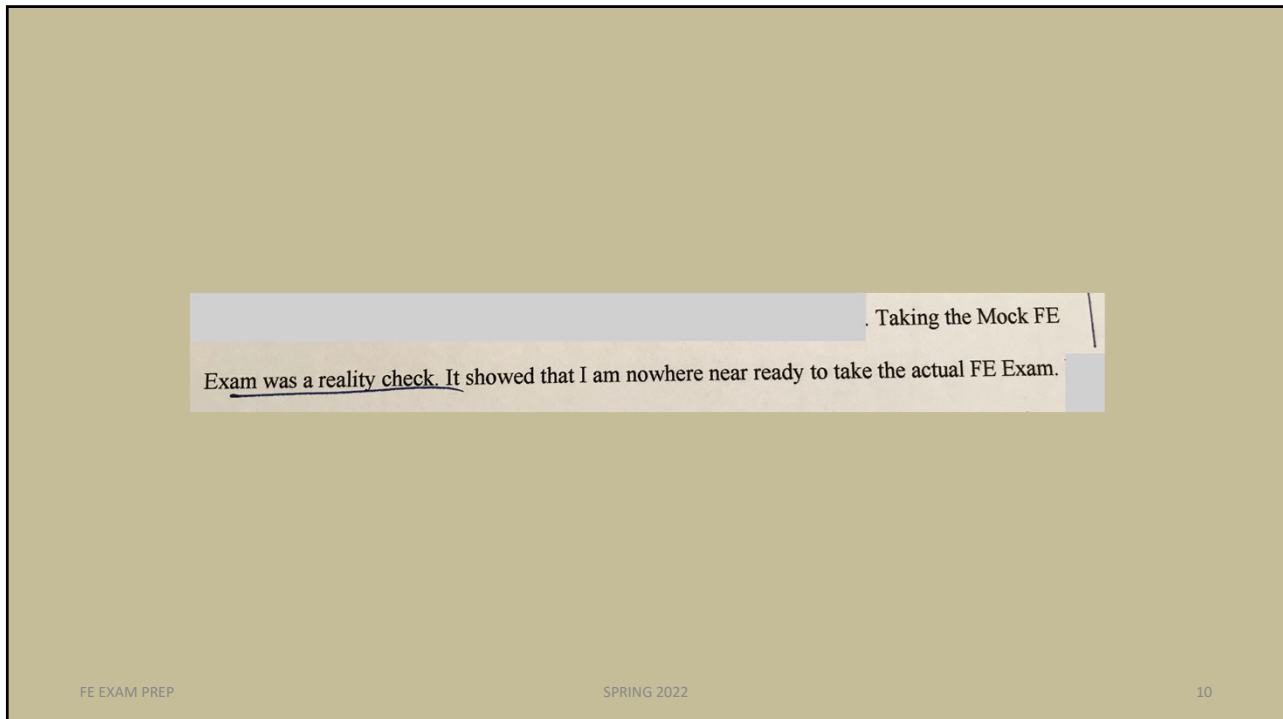 . Taking the Mock FE
Exam was a reality check. It showed that I am nowhere near ready to take the actual FE Exam.
FE EXAM PREP
SPRING 2022
10